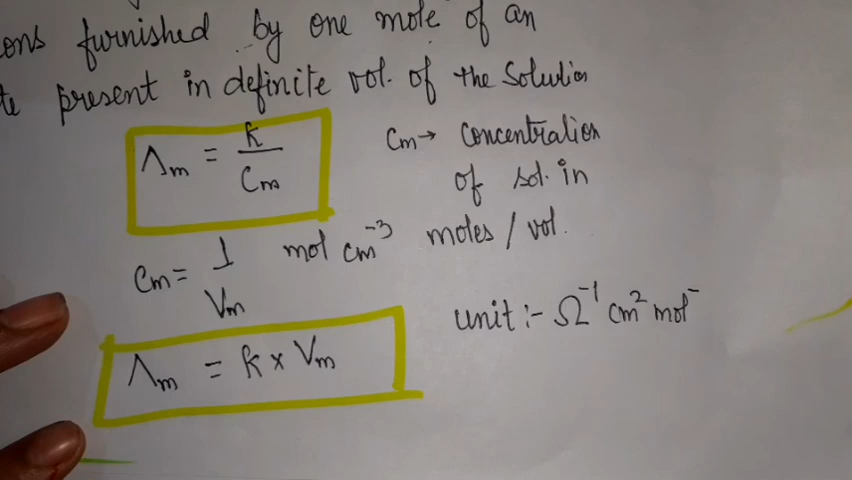 ons furnished by one mole of an
te present in definite vol. of the Solution
Λm = k / Cm
Cm → Concentration of sol. in moles / vol.
Cm = 1 / Vm mol cm⁻³
unit :- Ω⁻¹ cm² mol⁻
Λm = k × Vm